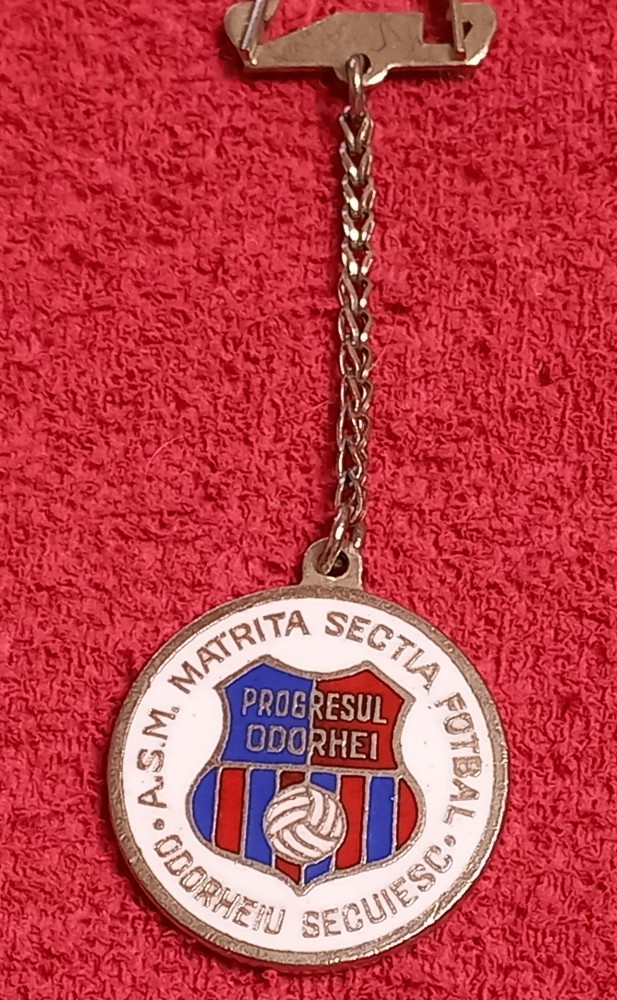 A.S.M. MATRITA SECTIA FOTBAL
PROGRESUL
ODORHEI
• ODORHEIU SECUIESC •